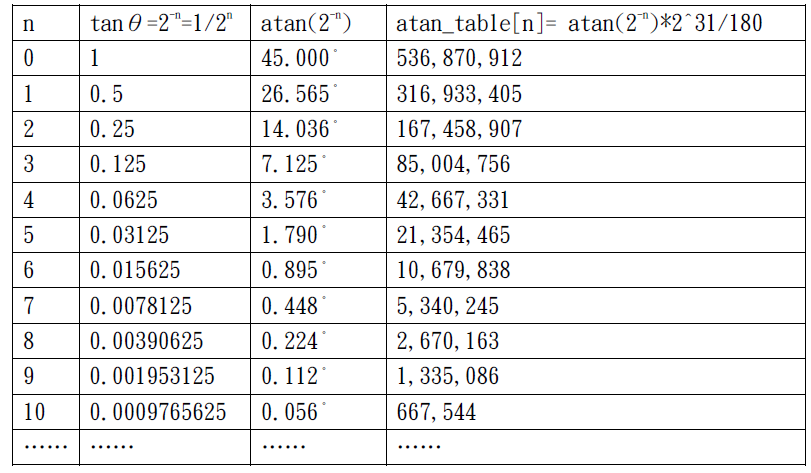 n tanθ=2⁻ⁿ=1/2ⁿ atan(2⁻ⁿ) atan_table[n]= atan(2⁻ⁿ)*2^31/180
0 1 45.000° 536,870,912
1 0.5 26.565° 316,933,405
2 0.25 14.036° 167,458,907
3 0.125 7.125° 85,004,756
4 0.0625 3.576° 42,667,331
5 0.03125 1.790° 21,354,465
6 0.015625 0.895° 10,679,838
7 0.0078125 0.448° 5,340,245
8 0.00390625 0.224° 2,670,163
9 0.001953125 0.112° 1,335,086
10 0.0009765625 0.056° 667,544
…… …… …… ……